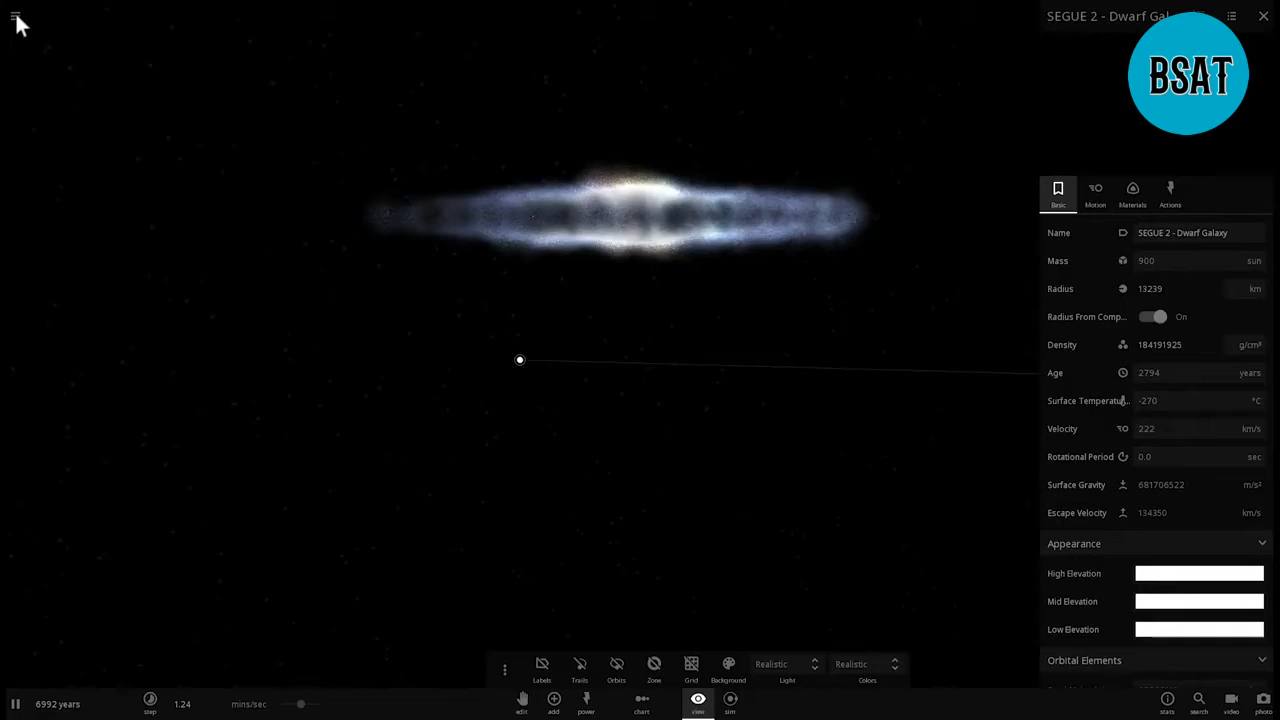 SEGUE 2 - Dwarf Gal
BSAT
Basic
Motion
Materials
Actions
Name SEGUE 2 - Dwarf Galaxy
Mass 900 sun
Radius 13239 km
Radius From Comp... On
Density 184191925 g/cm³
Age 2794 years
Surface Temperatu... -270 °C
Velocity 222 km/s
Rotational Period 0.0 sec
Surface Gravity 681706522 m/s²
Escape Velocity 134350 km/s
Appearance
High Elevation
Mid Elevation
Low Elevation
Orbital Elements
Labels
Trails
Orbits
Zone
Grid
Background
Realistic
Light
Realistic
Colors
6992 years
step
1.24 mins/sec
edit
add
power
chart
view
sim
stats
search
video
photo